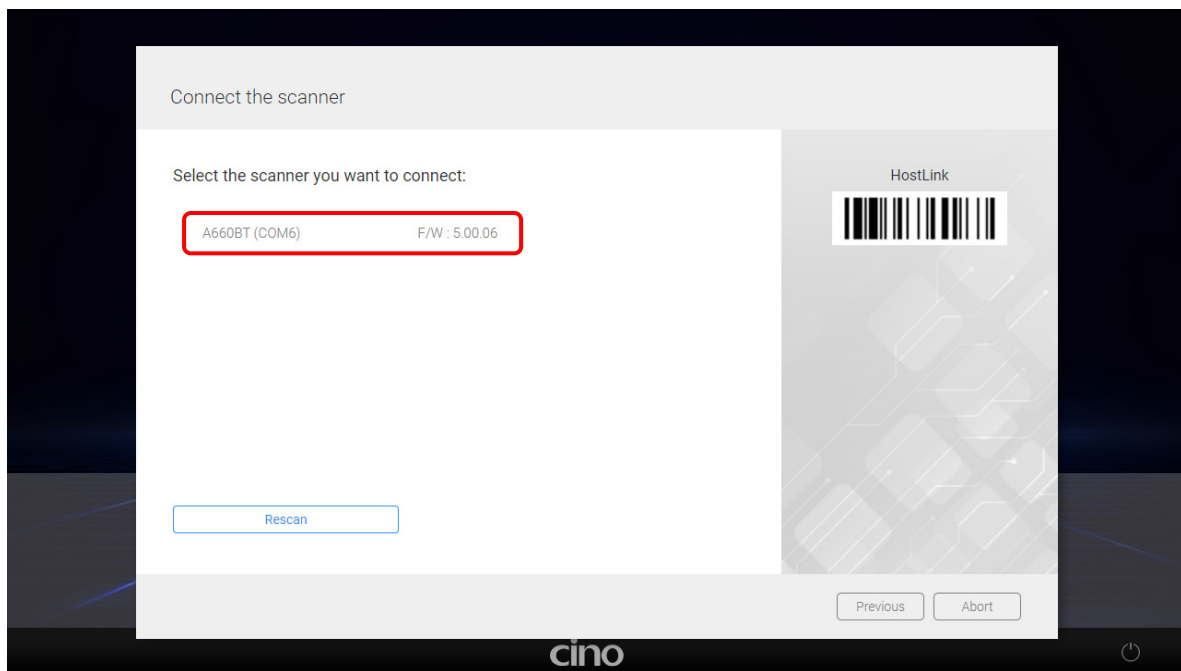 Connect the scanner
Select the scanner you want to connect:
HostLink
A660BT (COM6) F/W : 5.00.06
Rescan
Previous Abort
cino